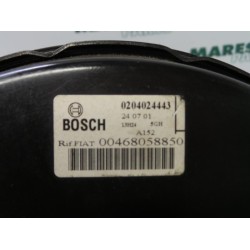 MARES
0204024443
BOSCH
24 07 01
A152
Rif.FIAT 00468058850